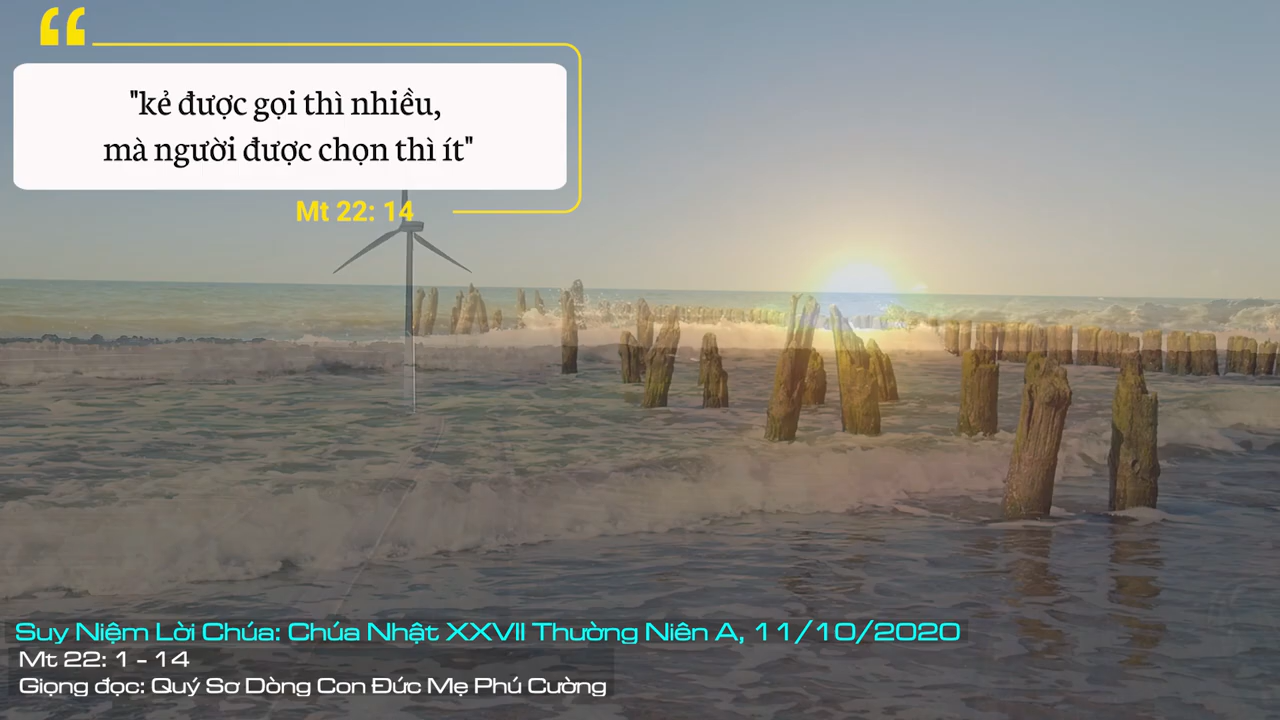 "kẻ được gọi thì nhiều,
mà người được chọn thì ít"
Mt 22: 14
Suy Niệm Lời Chúa: Chúa Nhật XXVII Thường Niên A, 11/10/2020
Mt 22: 1 - 14
Giọng đọc: Quý Sơ Dòng Con Đức Mẹ Phú Cường